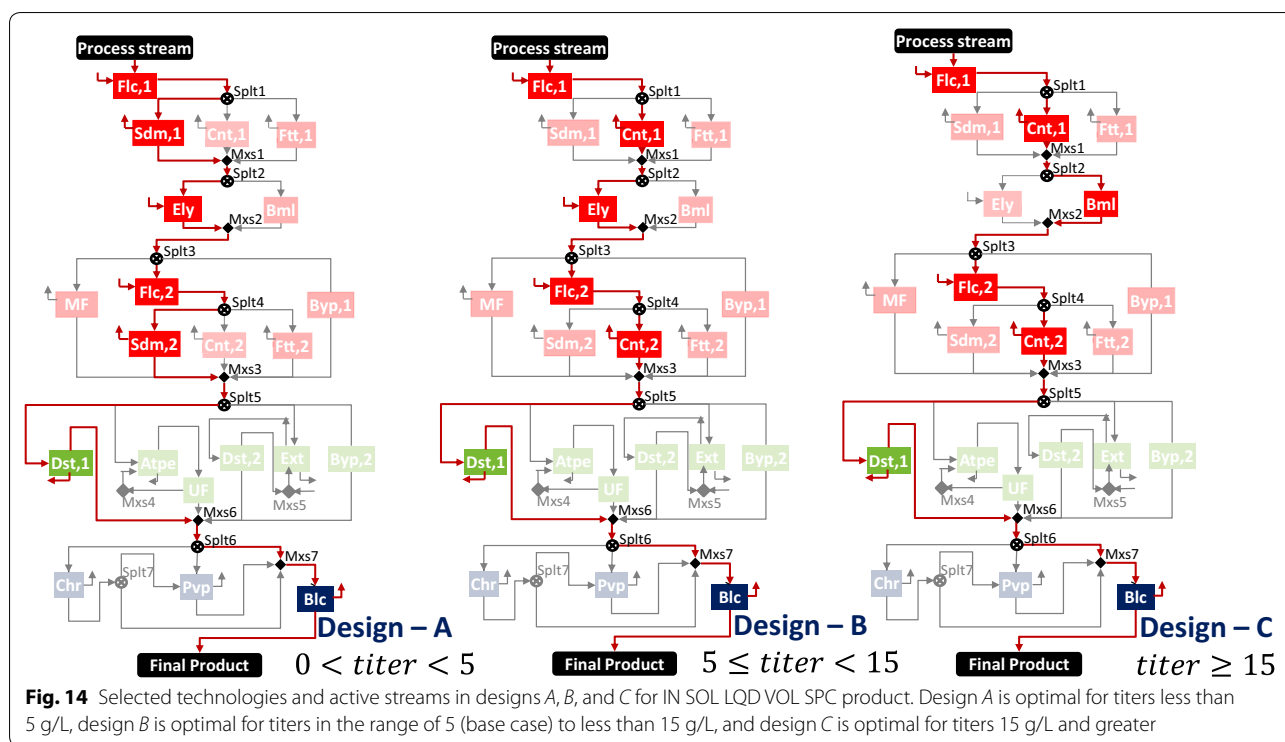 Process stream
Flc,1
Splt1
Sdm,1
Cnt,1
Ftt,1
Mxs1
Splt2
Ely
Bml
Mxs2
Splt3
Flc,2
MF
Splt4
Byp,1
Sdm,2
Cnt,2
Ftt,2
Mxs3
Splt5
Dst,1
Atpe
Dst,2
Ext
Byp,2
UF
Mxs4
Mxs5
Mxs6
Splt6
Mxs7
Chr
Splt7
Pvp
Blc
Design – A
Final Product
0 < titer < 5
Process stream
Flc,1
Splt1
Sdm,1
Cnt,1
Ftt,1
Mxs1
Splt2
Ely
Bml
Mxs2
Splt3
Flc,2
MF
Splt4
Byp,1
Sdm,2
Cnt,2
Ftt,2
Mxs3
Splt5
Dst,1
Atpe
Dst,2
Ext
Byp,2
UF
Mxs4
Mxs5
Mxs6
Splt6
Mxs7
Chr
Splt7
Pvp
Blc
Design – B
Final Product
5 ≤ titer < 15
Process stream
Flc,1
Splt1
Sdm,1
Cnt,1
Ftt,1
Mxs1
Splt2
Ely
Bml
Mxs2
Splt3
Flc,2
MF
Splt4
Byp,1
Sdm,2
Cnt,2
Ftt,2
Mxs3
Splt5
Dst,1
Atpe
Dst,2
Ext
Byp,2
UF
Mxs4
Mxs5
Mxs6
Splt6
Mxs7
Chr
Splt7
Pvp
Blc
Design – C
Final Product
titer ≥ 15
Fig. 14 Selected technologies and active streams in designs A, B, and C for IN SOL LQD VOL SPC product. Design A is optimal for titers less than
5 g/L, design B is optimal for titers in the range of 5 (base case) to less than 15 g/L, and design C is optimal for titers 15 g/L and greater